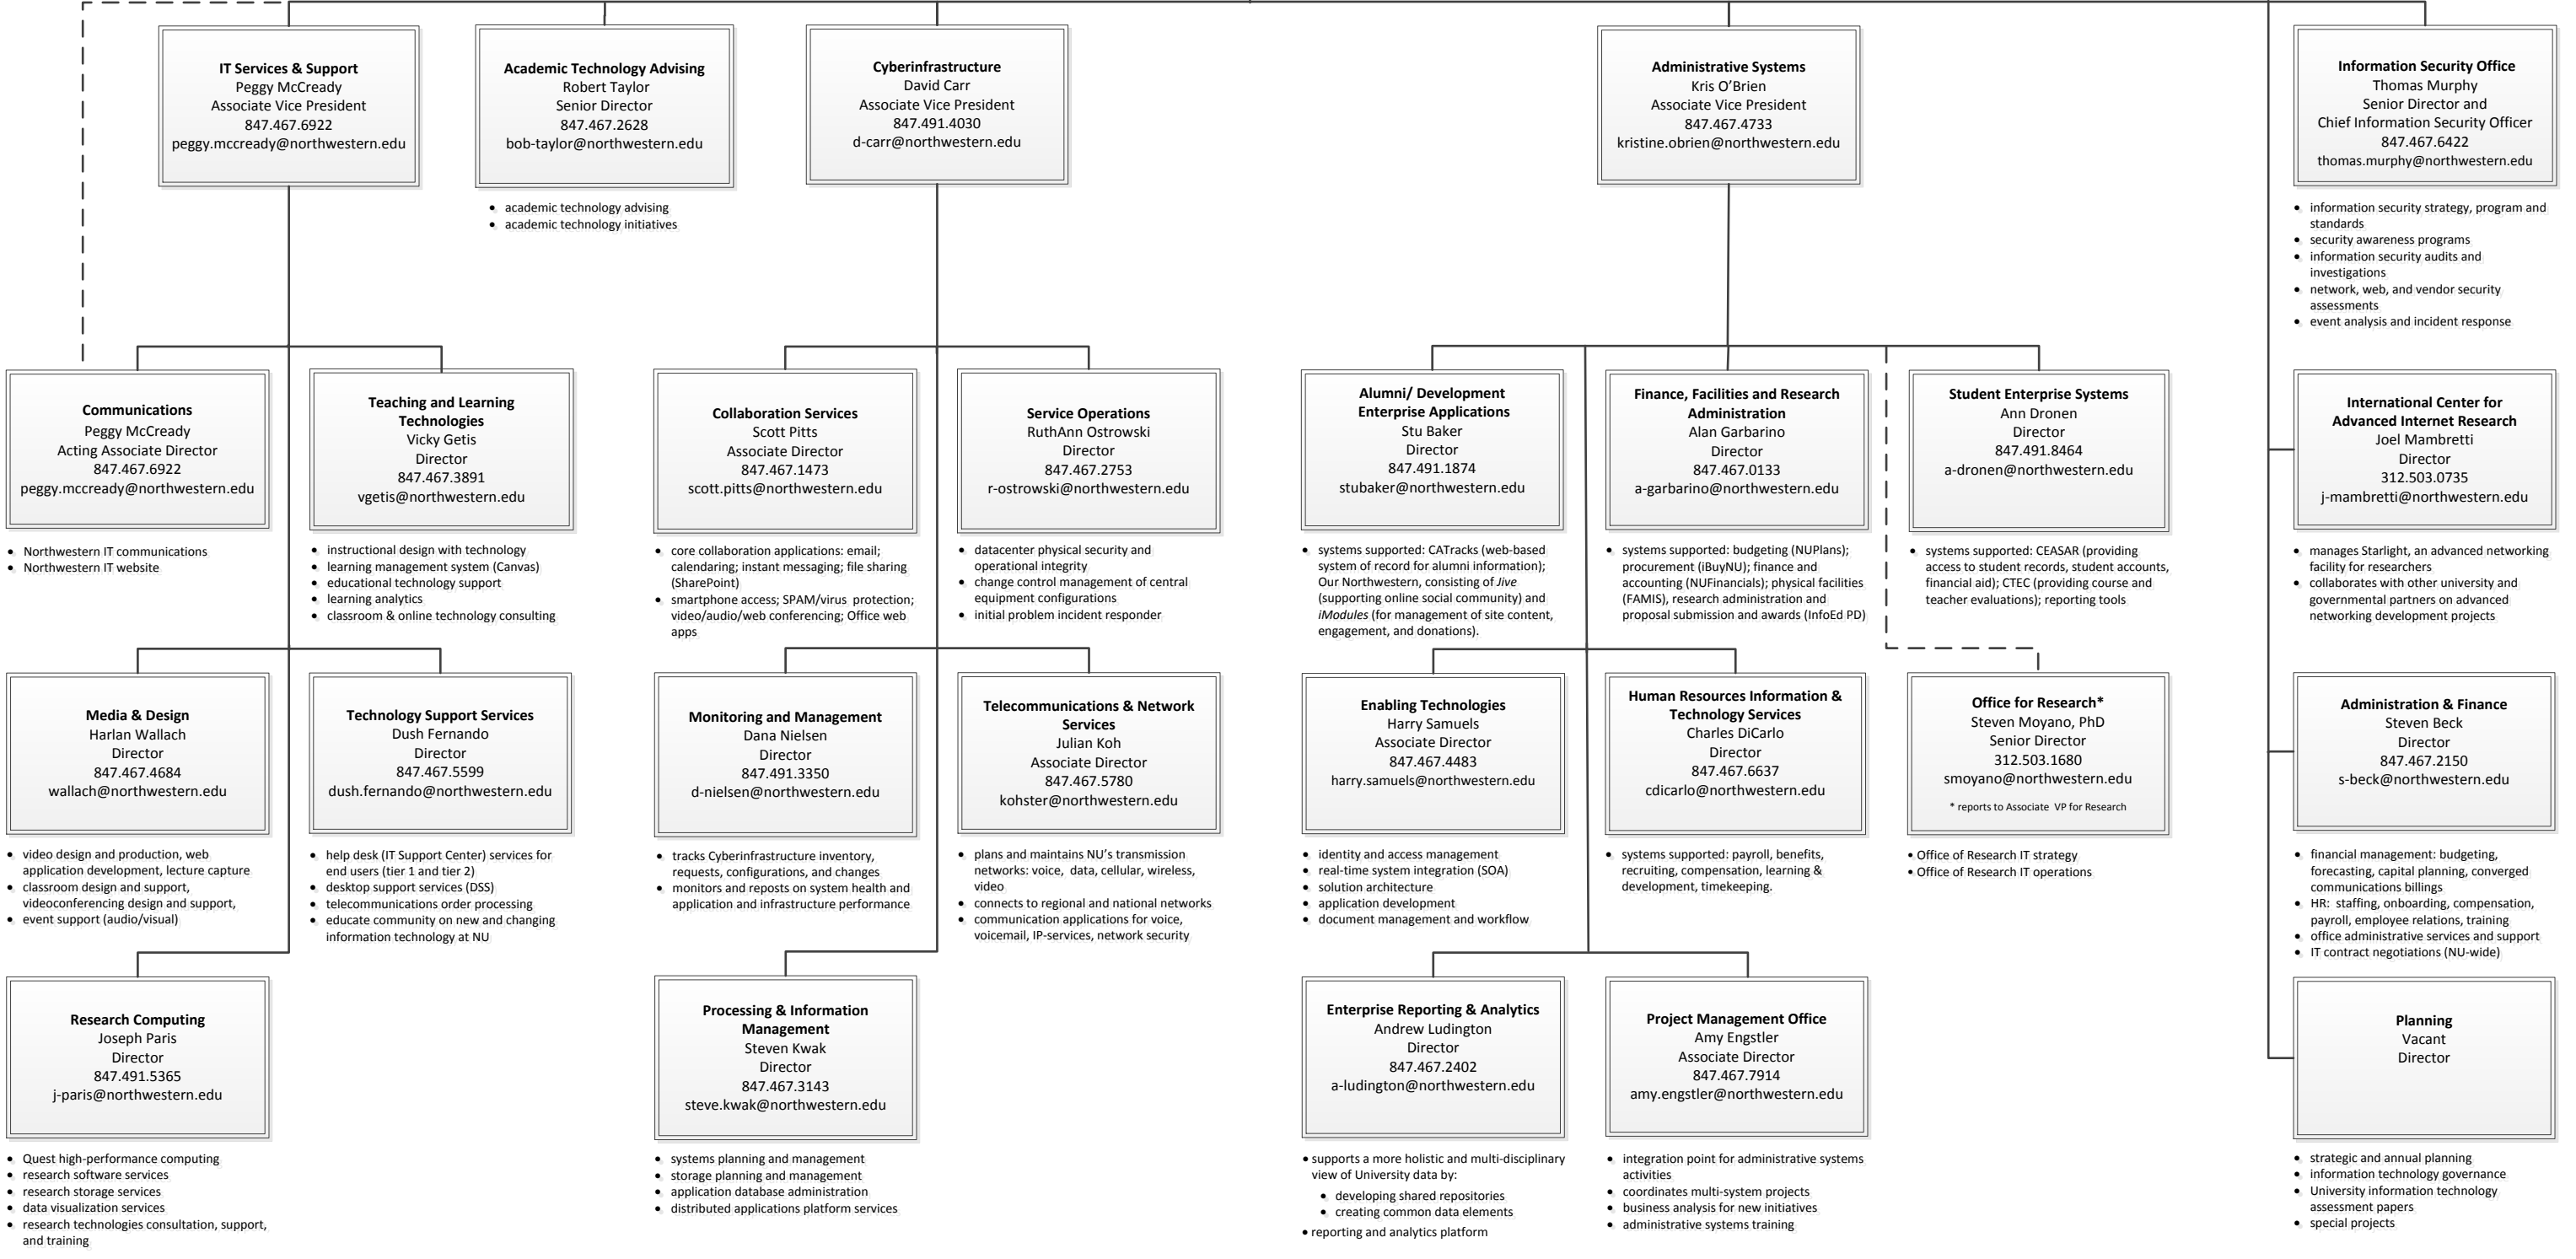 IT Services & Support
Peggy McCready
Associate Vice President
847.467.6922
peggy.mccready@northwestern.edu
Academic Technology Advising
Robert Taylor
Senior Director
847.467.2628
bob-taylor@northwestern.edu
• academic technology advising
• academic technology initiatives
Cyberinfrastructure
David Carr
Associate Vice President
847.491.4030
d-carr@northwestern.edu
Administrative Systems
Kris O’Brien
Associate Vice President
847.467.4733
kristine.obrien@northwestern.edu
Information Security Office
Thomas Murphy
Senior Director and
Chief Information Security Officer
847.467.6422
thomas.murphy@northwestern.edu
• information security strategy, program and
standards
• security awareness programs
• information security audits and
investigations
• network, web, and vendor security
assessments
• event analysis and incident response
Communications
Peggy McCready
Acting Associate Director
847.467.6922
peggy.mccready@northwestern.edu
• Northwestern IT communications
• Northwestern IT website
Teaching and Learning
Technologies
Vicky Getis
Director
847.467.3891
vgetis@northwestern.edu
• instructional design with technology
• learning management system (Canvas)
• educational technology support
• learning analytics
• classroom & online technology consulting
Collaboration Services
Scott Pitts
Associate Director
847.467.1473
scott.pitts@northwestern.edu
• core collaboration applications: email;
calendaring; instant messaging; file sharing
(SharePoint)
• smartphone access; SPAM/virus protection;
video/audio/web conferencing; Office web
apps
Service Operations
RuthAnn Ostrowski
Director
847.467.2753
r-ostrowski@northwestern.edu
• datacenter physical security and
operational integrity
• change control management of central
equipment configurations
• initial problem incident responder
Alumni/ Development
Enterprise Applications
Stu Baker
Director
847.491.1874
stubaker@northwestern.edu
• systems supported: CATracks (web-based
system of record for alumni information);
Our Northwestern, consisting of Jive
(supporting online social community) and
iModules (for management of site content,
engagement, and donations).
Finance, Facilities and Research
Administration
Alan Garbarino
Director
847.467.0133
a-garbarino@northwestern.edu
• systems supported: budgeting (NUPlans);
procurement (iBuyNU); finance and
accounting (NUFinancials); physical facilities
(FAMIS), research administration and
proposal submission and awards (InfoEd PD)
Student Enterprise Systems
Ann Dronen
Director
847.491.8464
a-dronen@northwestern.edu
• systems supported: CEASAR (providing
access to student records, student accounts,
financial aid); CTEC (providing course and
teacher evaluations); reporting tools
International Center for
Advanced Internet Research
Joel Mambretti
Director
312.503.0735
j-mambretti@northwestern.edu
• manages Starlight, an advanced networking
facility for researchers
• collaborates with other university and
governmental partners on advanced
networking development projects
Media & Design
Harlan Wallach
Director
847.467.4684
wallach@northwestern.edu
• video design and production, web
application development, lecture capture
• classroom design and support,
videoconferencing design and support,
• event support (audio/visual)
Technology Support Services
Dush Fernando
Director
847.467.5599
dush.fernando@northwestern.edu
• help desk (IT Support Center) services for
end users (tier 1 and tier 2)
• desktop support services (DSS)
• telecommunications order processing
• educate community on new and changing
information technology at NU
Monitoring and Management
Dana Nielsen
Director
847.491.3350
d-nielsen@northwestern.edu
• tracks Cyberinfrastructure inventory,
requests, configurations, and changes
• monitors and reposts on system health and
application and infrastructure performance
Telecommunications & Network
Services
Julian Koh
Associate Director
847.467.5780
kohster@northwestern.edu
• plans and maintains NU’s transmission
networks: voice, data, cellular, wireless,
video
• connects to regional and national networks
• communication applications for voice,
voicemail, IP-services, network security
Enabling Technologies
Harry Samuels
Associate Director
847.467.4483
harry.samuels@northwestern.edu
• identity and access management
• real-time system integration (SOA)
• solution architecture
• application development
• document management and workflow
Human Resources Information &
Technology Services
Charles DiCarlo
Director
847.467.6637
cdicarlo@northwestern.edu
• systems supported: payroll, benefits,
recruiting, compensation, learning &
development, timekeeping.
Office for Research*
Steven Moyano, PhD
Senior Director
312.503.1680
smoyano@northwestern.edu
* reports to Associate VP for Research
• Office of Research IT strategy
• Office of Research IT operations
Administration & Finance
Steven Beck
Director
847.467.2150
s-beck@northwestern.edu
• financial management: budgeting,
forecasting, capital planning, converged
communications billings
• HR: staffing, onboarding, compensation,
payroll, employee relations, training
• office administrative services and support
• IT contract negotiations (NU-wide)
Research Computing
Joseph Paris
Director
847.491.5365
j-paris@northwestern.edu
• Quest high-performance computing
• research software services
• research storage services
• data visualization services
• research technologies consultation, support,
and training
Processing & Information
Management
Steven Kwak
Director
847.467.3143
steve.kwak@northwestern.edu
• systems planning and management
• storage planning and management
• application database administration
• distributed applications platform services
Enterprise Reporting & Analytics
Andrew Ludington
Director
847.467.2402
a-ludington@northwestern.edu
• supports a more holistic and multi-disciplinary
view of University data by:
• developing shared repositories
• creating common data elements
• reporting and analytics platform
Project Management Office
Amy Engstler
Associate Director
847.467.7914
amy.engstler@northwestern.edu
• integration point for administrative systems
activities
• coordinates multi-system projects
• business analysis for new initiatives
• administrative systems training
Planning
Vacant
Director
• strategic and annual planning
• information technology governance
• University information technology
assessment papers
• special projects